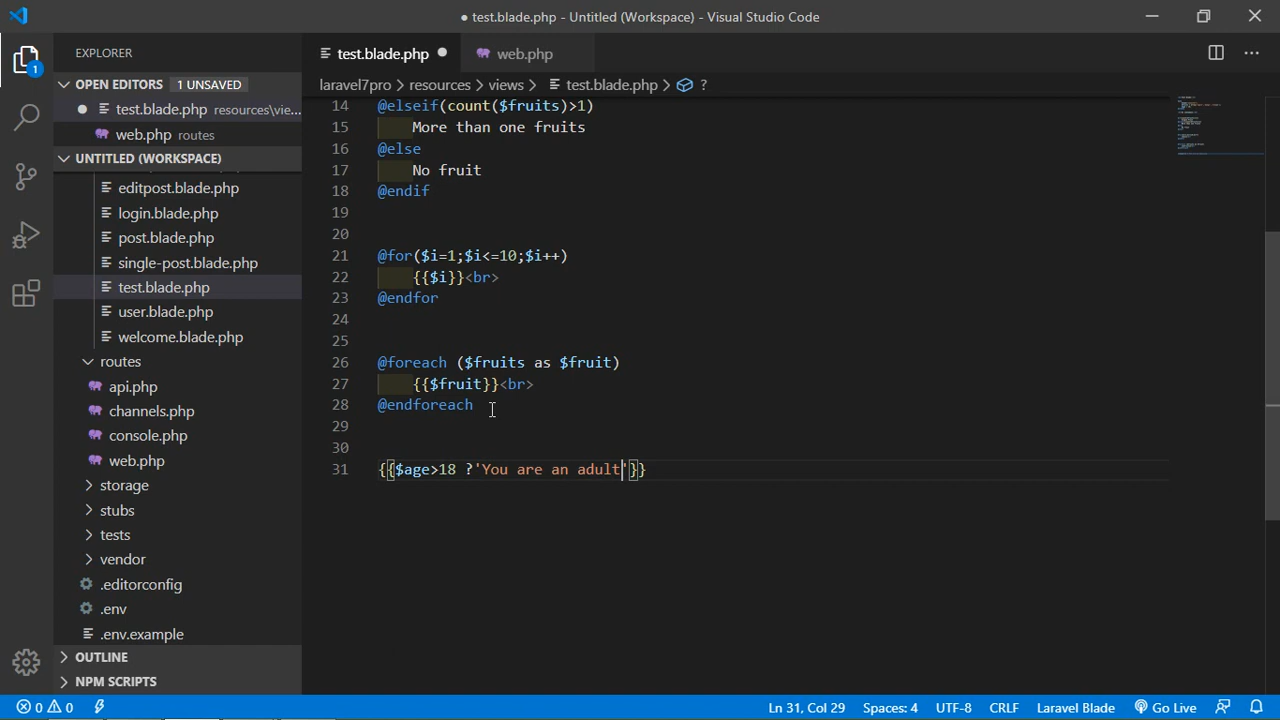 ● test.blade.php - Untitled (Workspace) - Visual Studio Code
EXPLORER
test.blade.php
web.php
OPEN EDITORS 1 UNSAVED
test.blade.php resources\vie...
web.php routes
UNTITLED (WORKSPACE)
editpost.blade.php
login.blade.php
post.blade.php
single-post.blade.php
test.blade.php
user.blade.php
welcome.blade.php
routes
api.php
channels.php
console.php
web.php
storage
stubs
tests
vendor
.editorconfig
.env
.env.example
OUTLINE
NPM SCRIPTS
1
laravel7pro > resources > views > test.blade.php > ?
14 @elseif(count($fruits)>1)
15 More than one fruits
16 @else
17 No fruit
18 @endif
19
20
21 @for($i=1;$i<=10;$i++)
22 {{$i}}<br>
23 @endfor
24
25
26 @foreach ($fruits as $fruit)
27 {{$fruit}}<br>
28 @endforeach
29
30
31 {{$age>18 ?'You are an adult'}}
0 0
Ln 31, Col 29 Spaces: 4 UTF-8 CRLF Laravel Blade Go Live